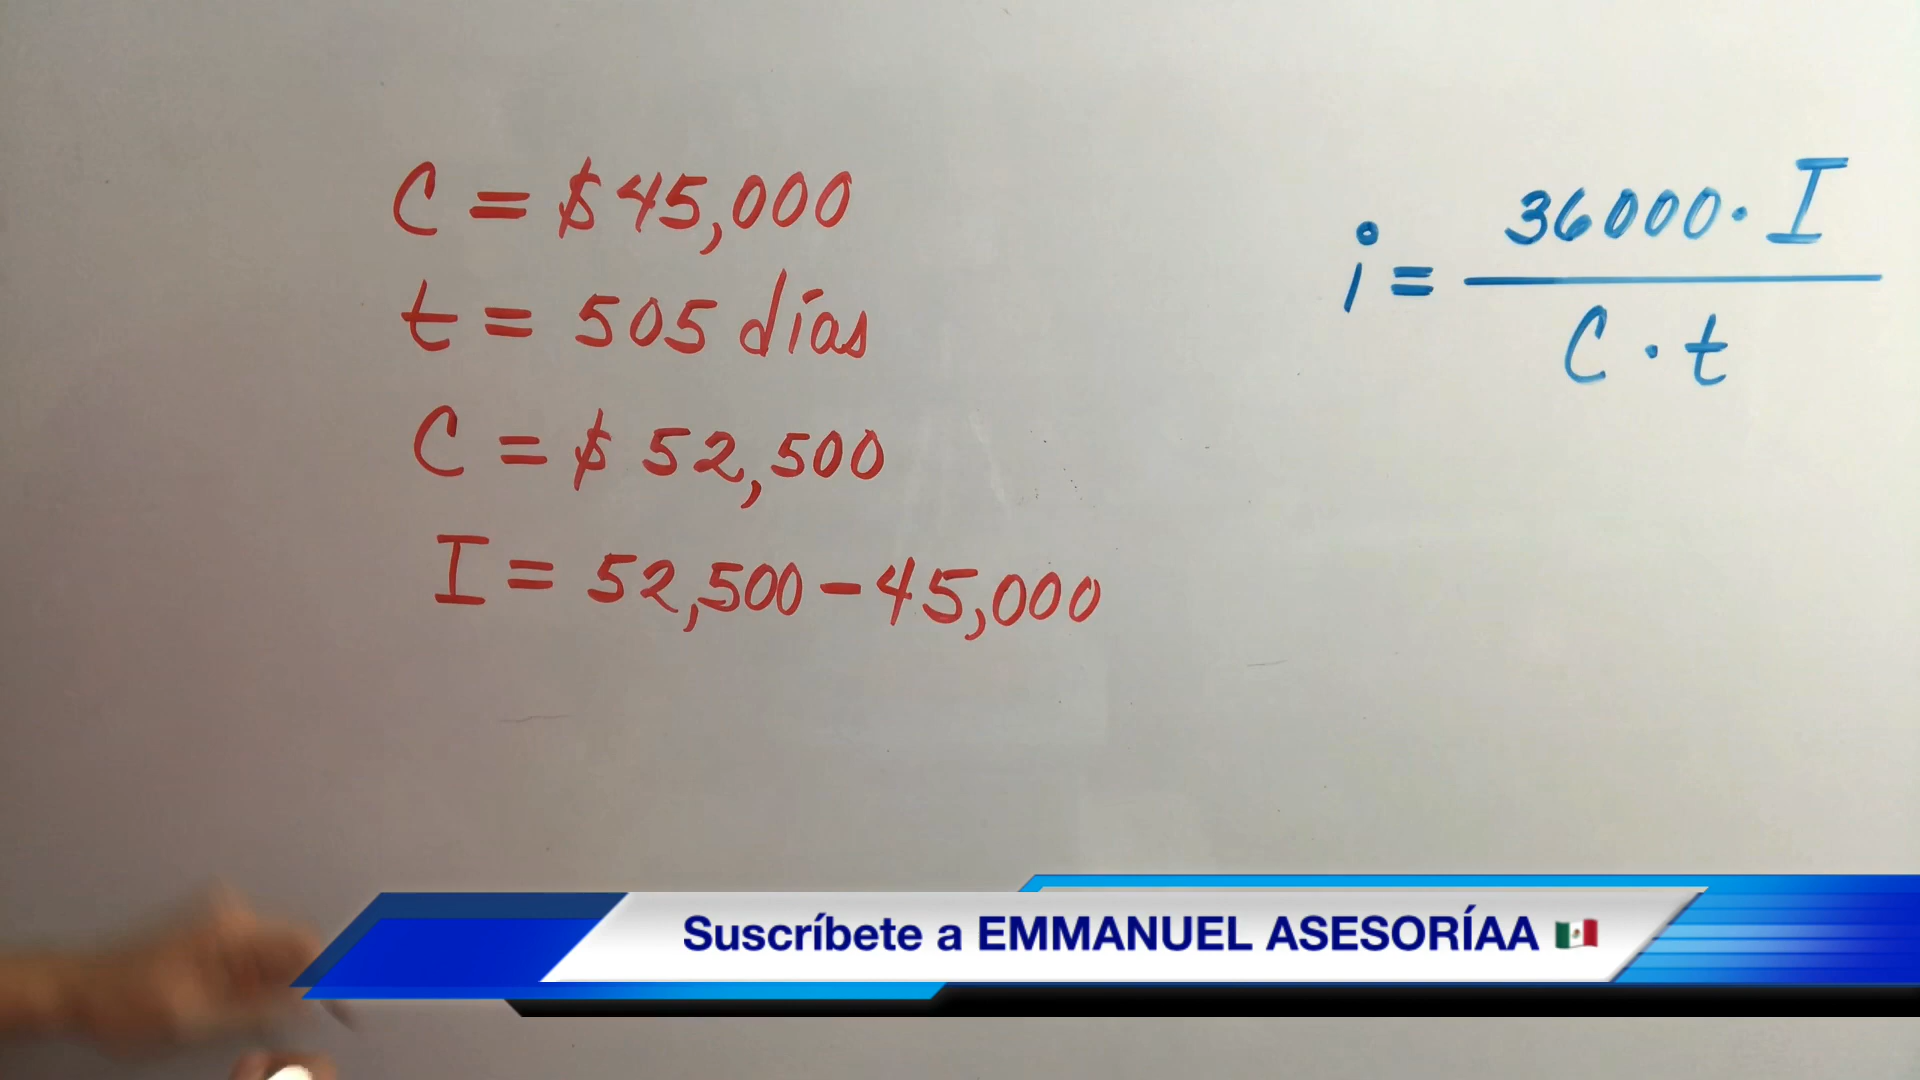 C = $45,000
t = 505 días
C = $ 52,500
I = 52,500 - 45,000
i = 36000 · I
C · t
Suscríbete a EMMANUEL ASESORÍAA 🇲🇽